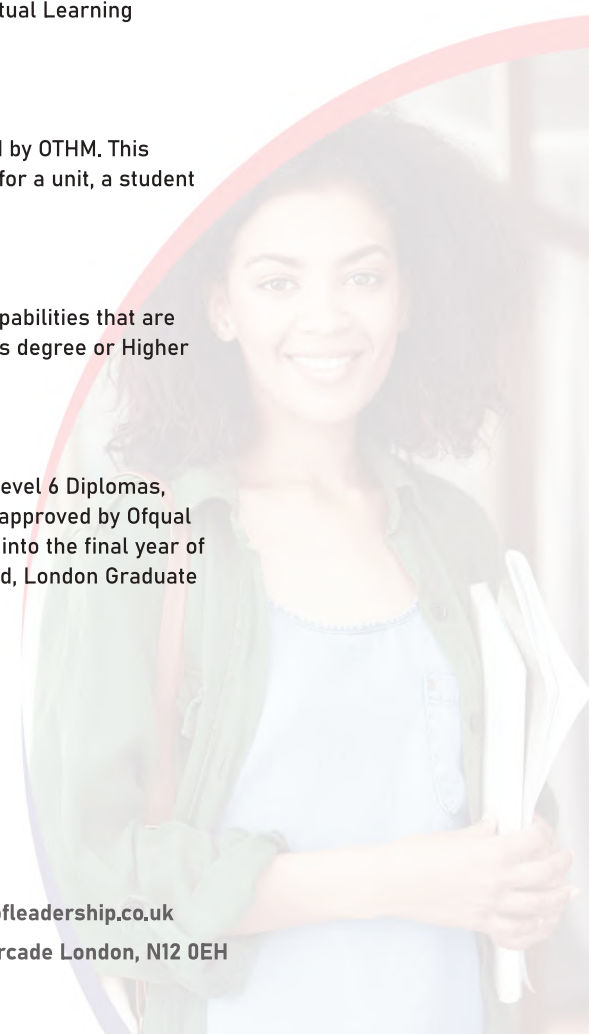 tual Learning
d by OTHM. This
for a unit, a student
pabilities that are
s degree or Higher
evel 6 Diplomas,
approved by Ofqual
into the final year of
d, London Graduate
ofleadership.co.uk
rcade London, N12 0EH